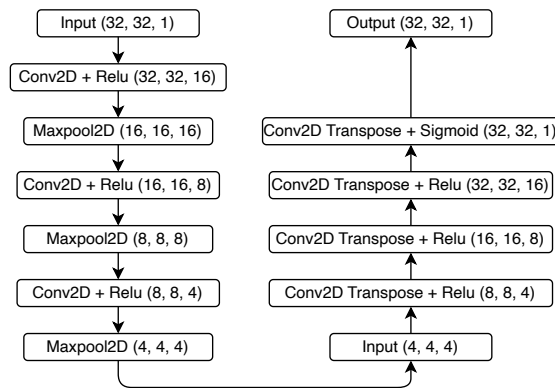 Input (32, 32, 1)
Conv2D + Relu (32, 32, 16)
Maxpool2D (16, 16, 16)
Conv2D + Relu (16, 16, 8)
Maxpool2D (8, 8, 8)
Conv2D + Relu (8, 8, 4)
Maxpool2D (4, 4, 4)
Input (4, 4, 4)
Conv2D Transpose + Relu (8, 8, 4)
Conv2D Transpose + Relu (16, 16, 8)
Conv2D Transpose + Relu (32, 32, 16)
Conv2D Transpose + Sigmoid (32, 32, 1)
Output (32, 32, 1)